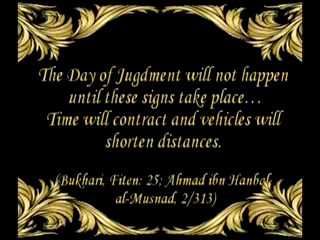 The Day of Jugdment will not happen
until these signs take place...
Time will contract and vehicles will
shorten distances.
(Bukhari, Fiten: 25; Ahmad ibn Hanbal,
al-Musnad, 2/313)